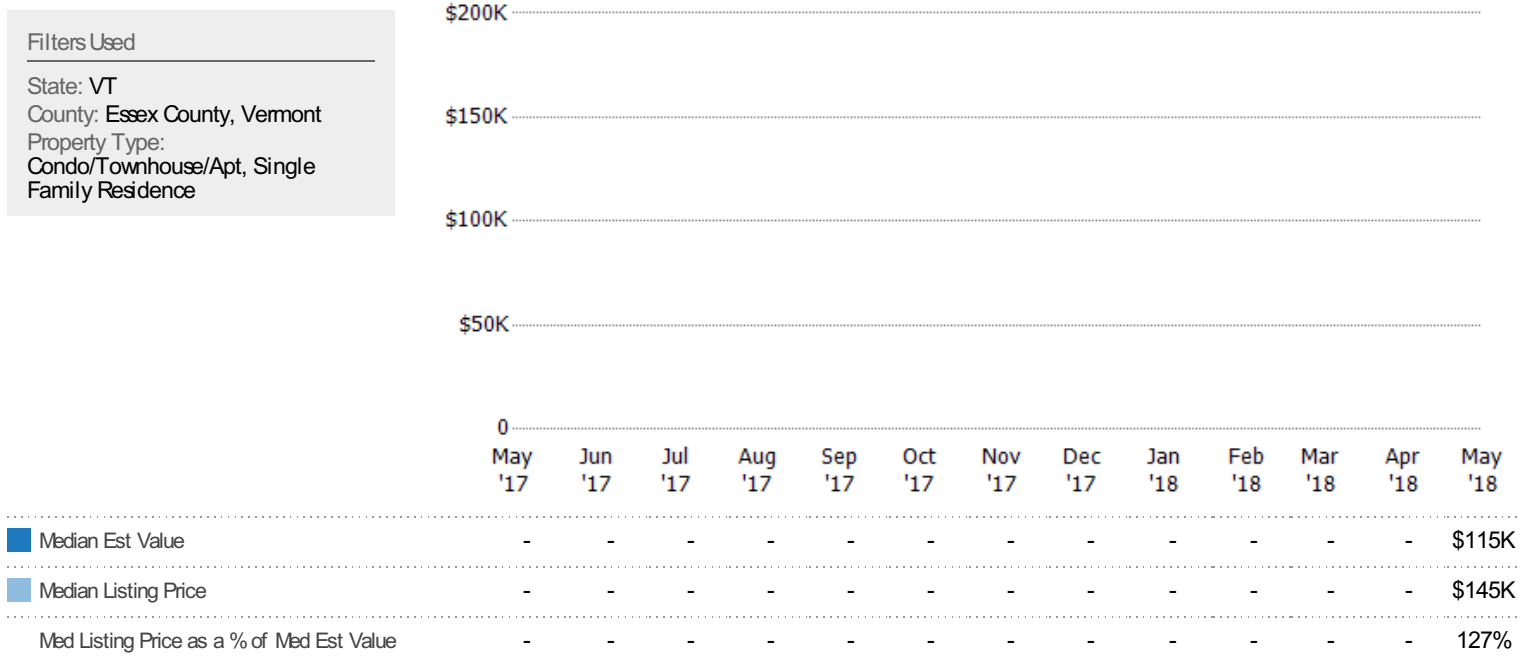 Filters Used
State: VT
County: Essex County, Vermont
Property Type:
Condo/Townhouse/Apt, Single
Family Residence
$200K
$150K
$100K
$50K
0
May Jun Jul Aug Sep Oct Nov Dec Jan Feb Mar Apr May
'17 '17 '17 '17 '17 '17 '17 '17 '18 '18 '18 '18 '18
Median Est Value - - - - - - - - - - - - $115K
Median Listing Price - - - - - - - - - - - - $145K
Med Listing Price as a % of Med Est Value - - - - - - - - - - - - 127%